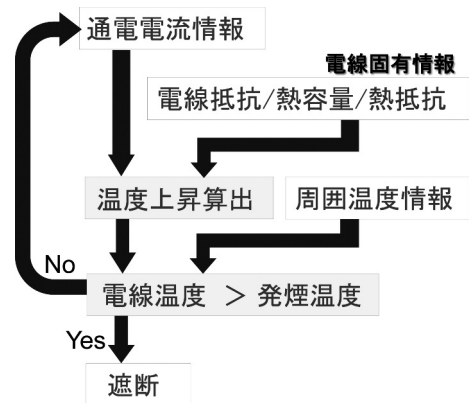 通電電流情報
電線固有情報
電線抵抗/熱容量/熱抵抗
温度上昇算出
周囲温度情報
No
電線温度 ＞ 発煙温度
Yes
遮断